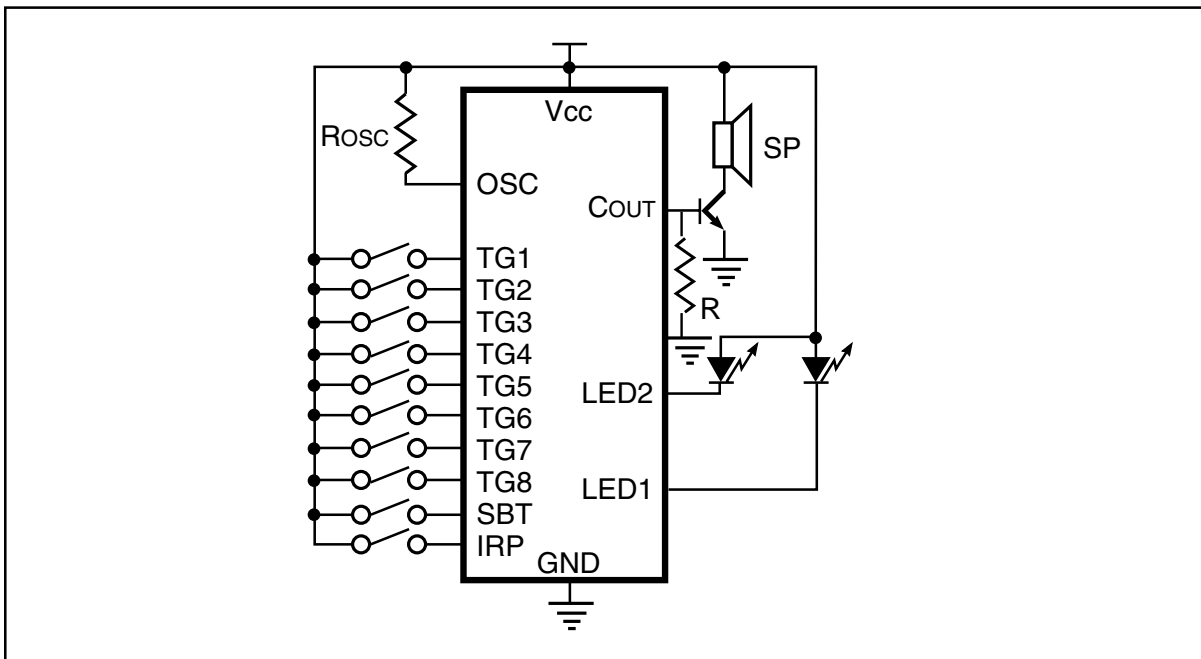 Vcc
ROSC
OSC
SP
COUT
TG1
TG2
TG3
R
TG4
TG5
LED2
TG6
TG7
TG8
LED1
SBT
IRP
GND